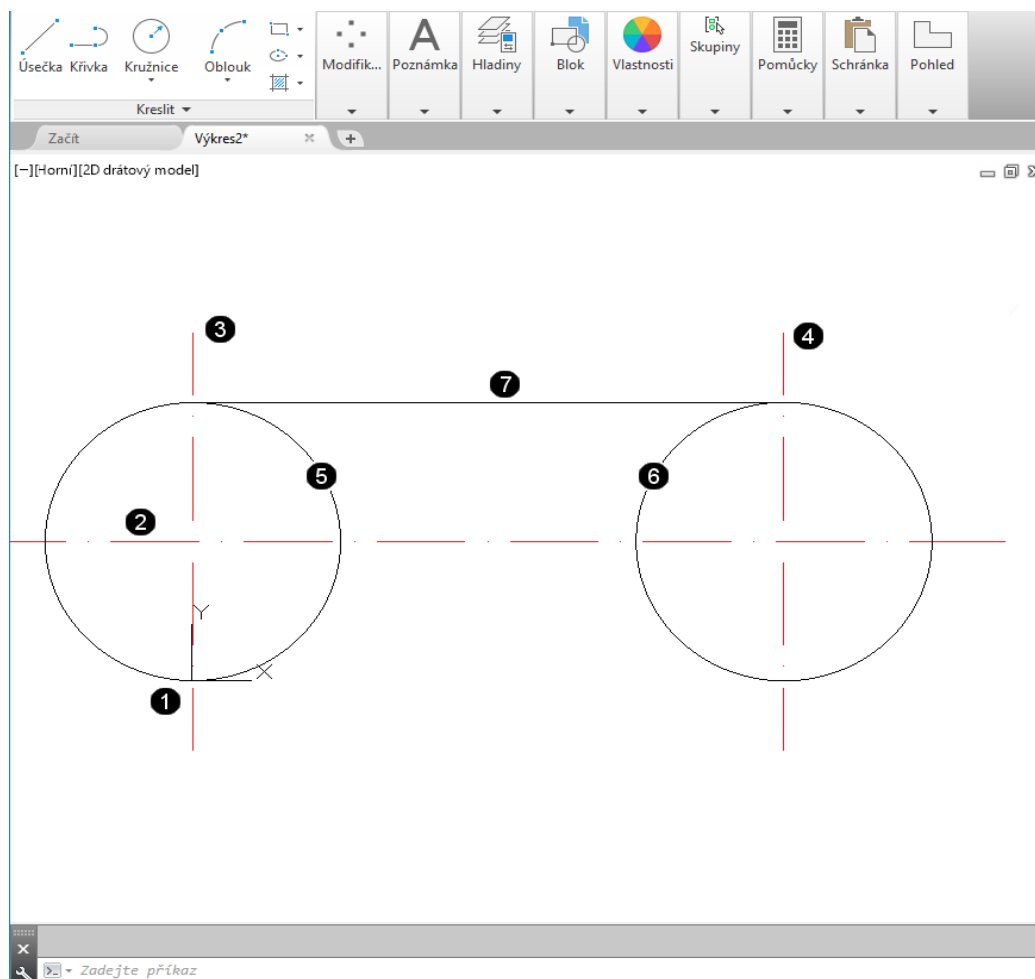 Úsečka Křivka Kružnice Oblouk Modifik... Poznámka Hladiny Blok Vlastnosti Skupiny Pomůcky Schránka Pohled
Kreslit
Začít Výkres2*
[−][Horní][2D drátový model]
3
4
7
5
6
2
Y
X
1
Zadejte příkaz